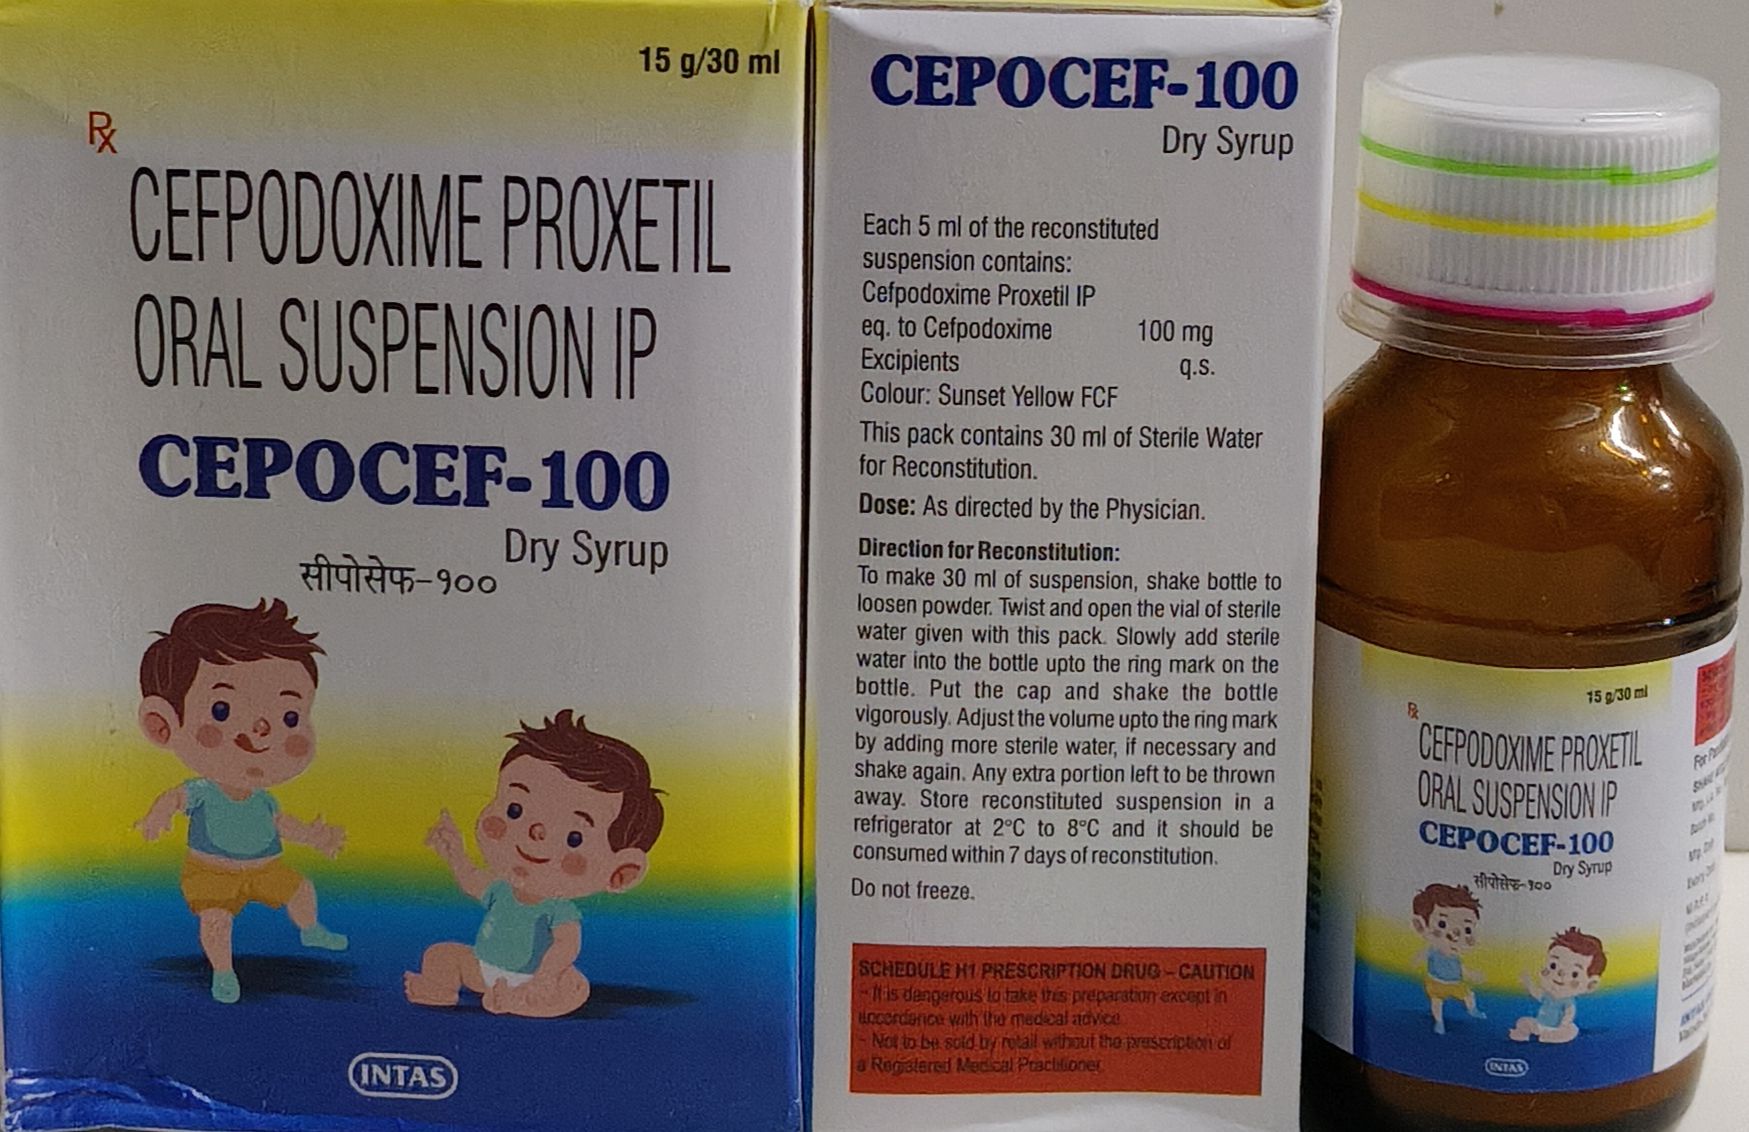 15 g/30 ml
Rx
CEFPODOXIME PROXETIL
ORAL SUSPENSION IP
CEPOCEF-100
Dry Syrup
सीपोसेफ-१००
INTAS
CEPOCEF-100
Dry Syrup
Each 5 ml of the reconstituted
suspension contains:
Cefpodoxime Proxetil IP
eq. to Cefpodoxime 100 mg
Excipients q.s.
Colour: Sunset Yellow FCF
This pack contains 30 ml of Sterile Water
for Reconstitution.
Dose: As directed by the Physician.
Direction for Reconstitution:
To make 30 ml of suspension, shake bottle to
loosen powder. Twist and open the vial of sterile
water given with this pack. Slowly add sterile
water into the bottle upto the ring mark on the
bottle. Put the cap and shake the bottle
vigorously. Adjust the volume upto the ring mark
by adding more sterile water, if necessary and
shake again. Any extra portion left to be thrown
away. Store reconstituted suspension in a
refrigerator at 2°C to 8°C and it should be
consumed within 7 days of reconstitution.
Do not freeze.
SCHEDULE H1 PRESCRIPTION DRUG – CAUTION
- It is dangerous to take this preparation except in
accordance with the medical advice.
- Not to be sold by retail without the prescription of
a Registered Medical Practitioner.
15 g/30 ml
Rx
CEFPODOXIME PROXETIL
ORAL SUSPENSION IP
CEPOCEF-100
Dry Syrup
सीपोसेफ-१००
INTAS